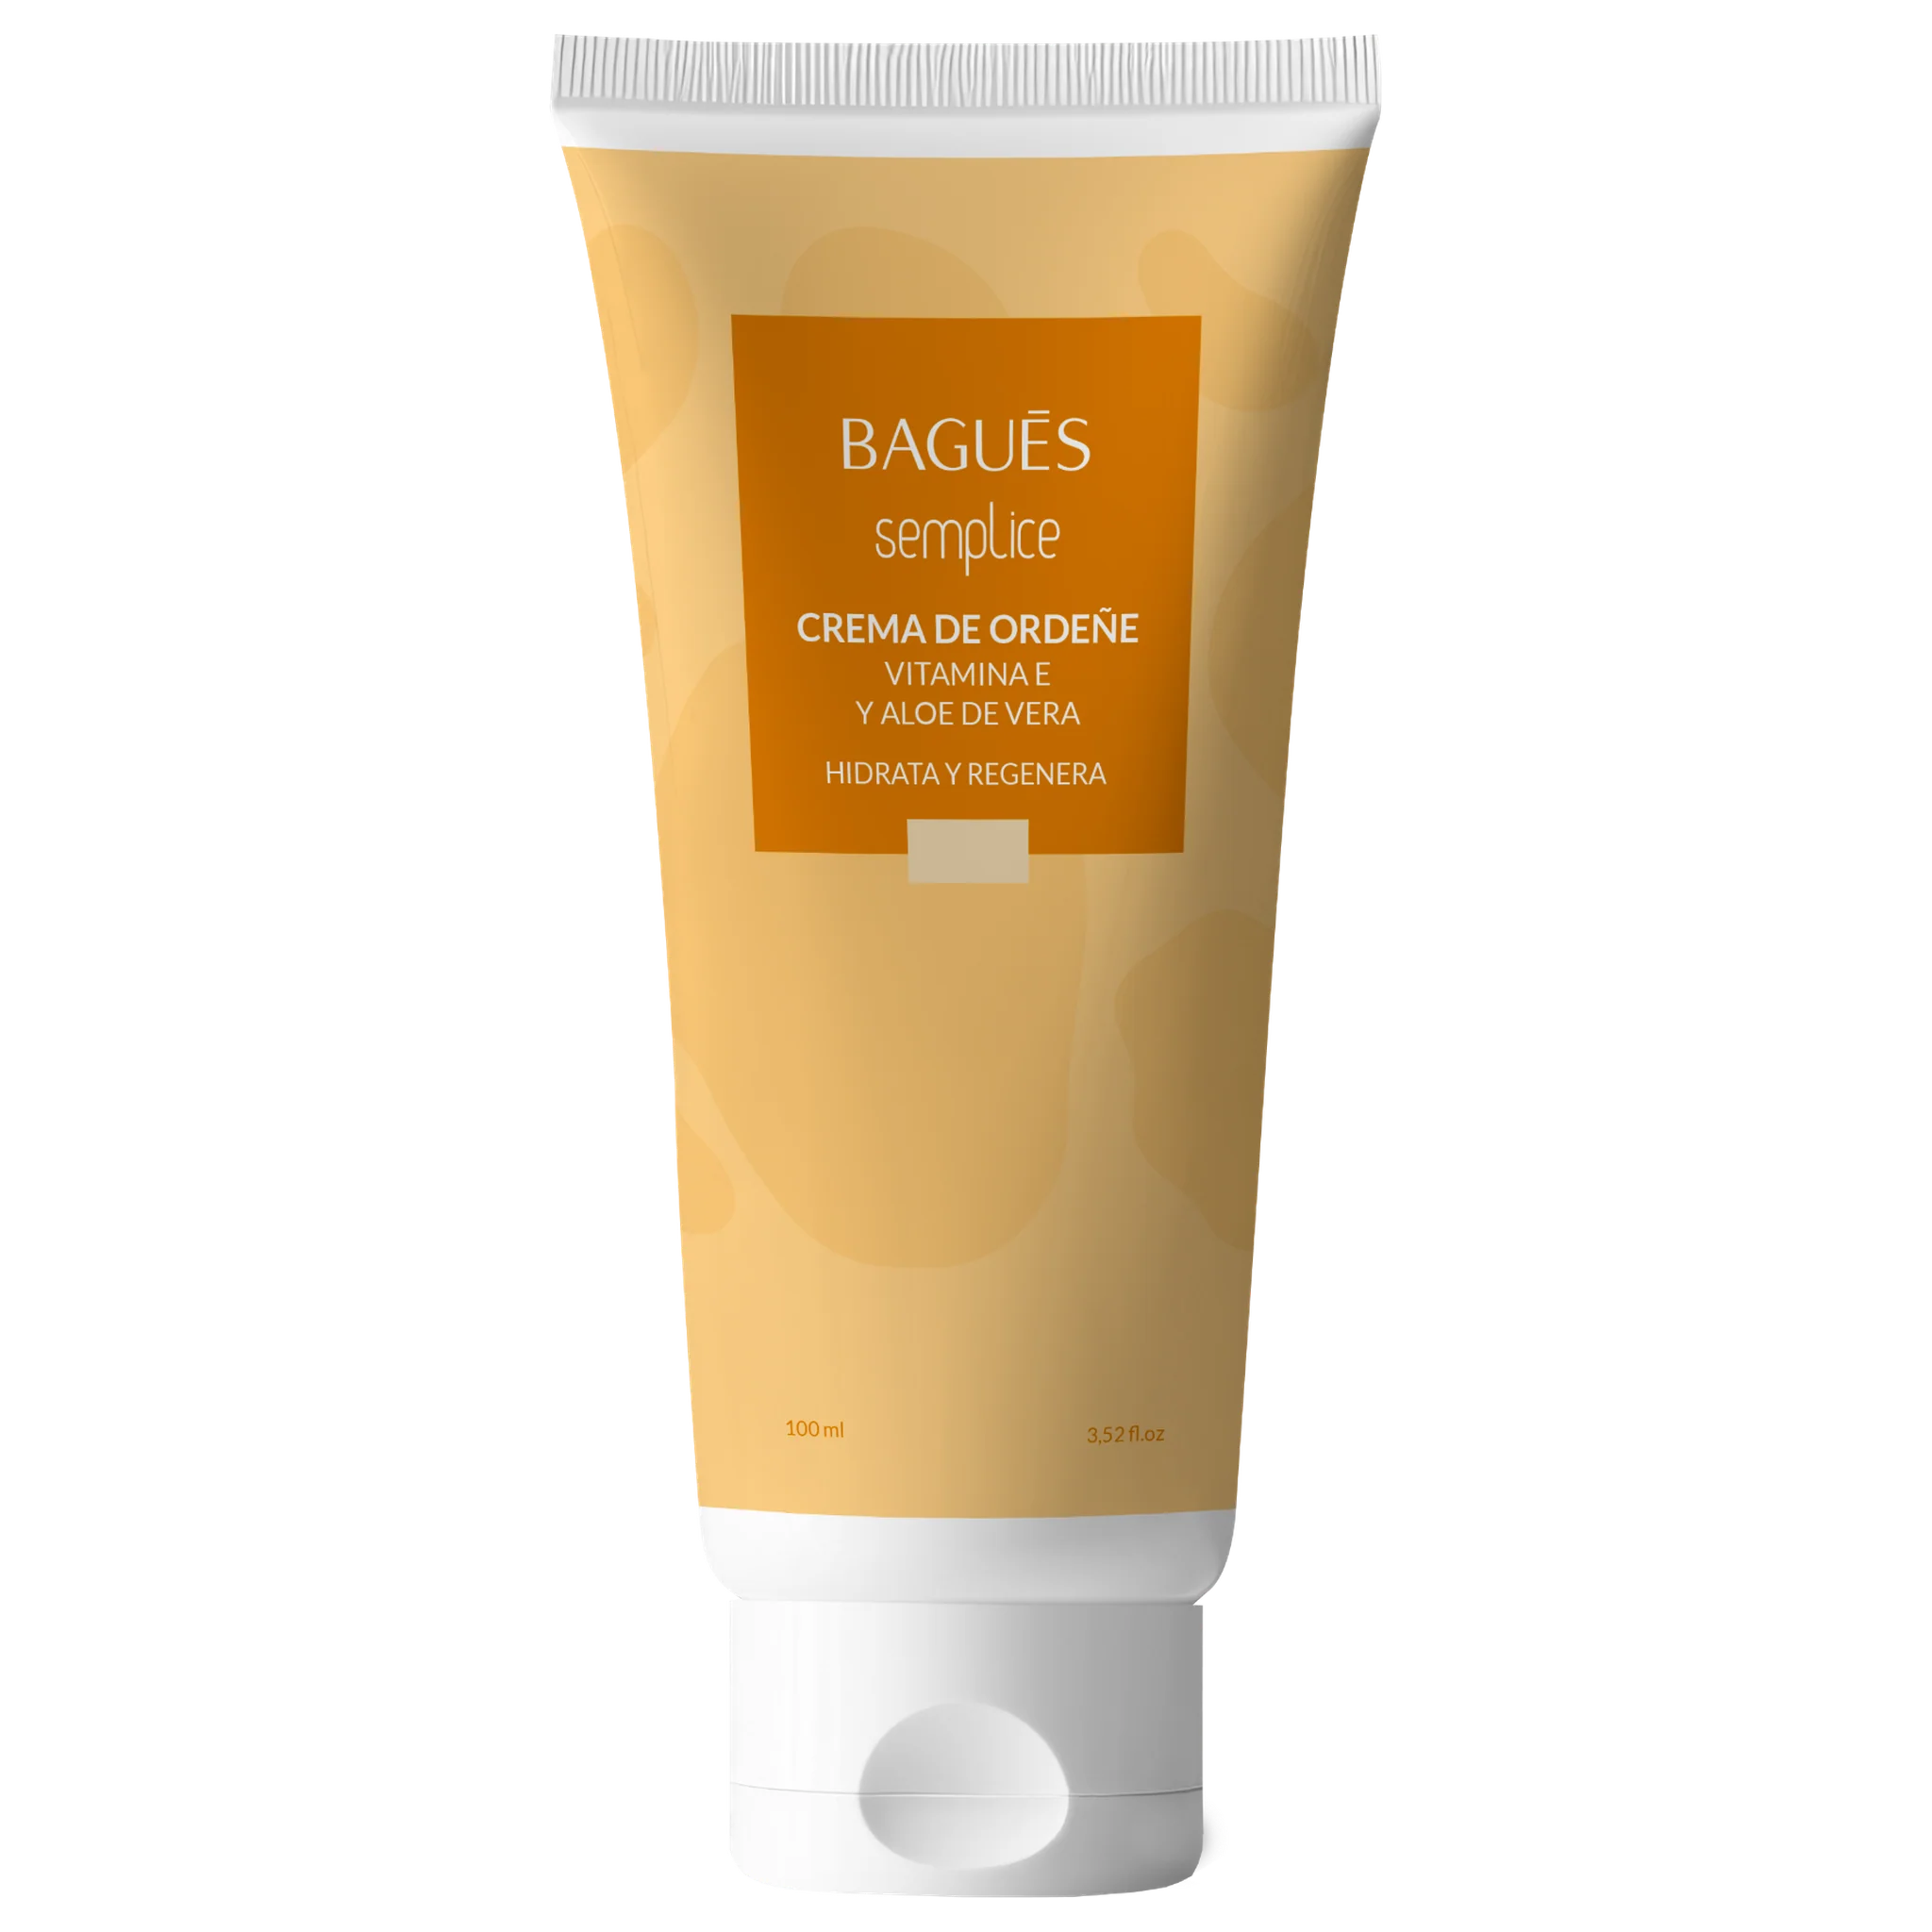 BAGUĒS
semplice
CREMA DE ORDEÑE
VITAMINA E
Y ALOE DE VERA
HIDRATA Y REGENERA
100 ml
3,52 fl.oz